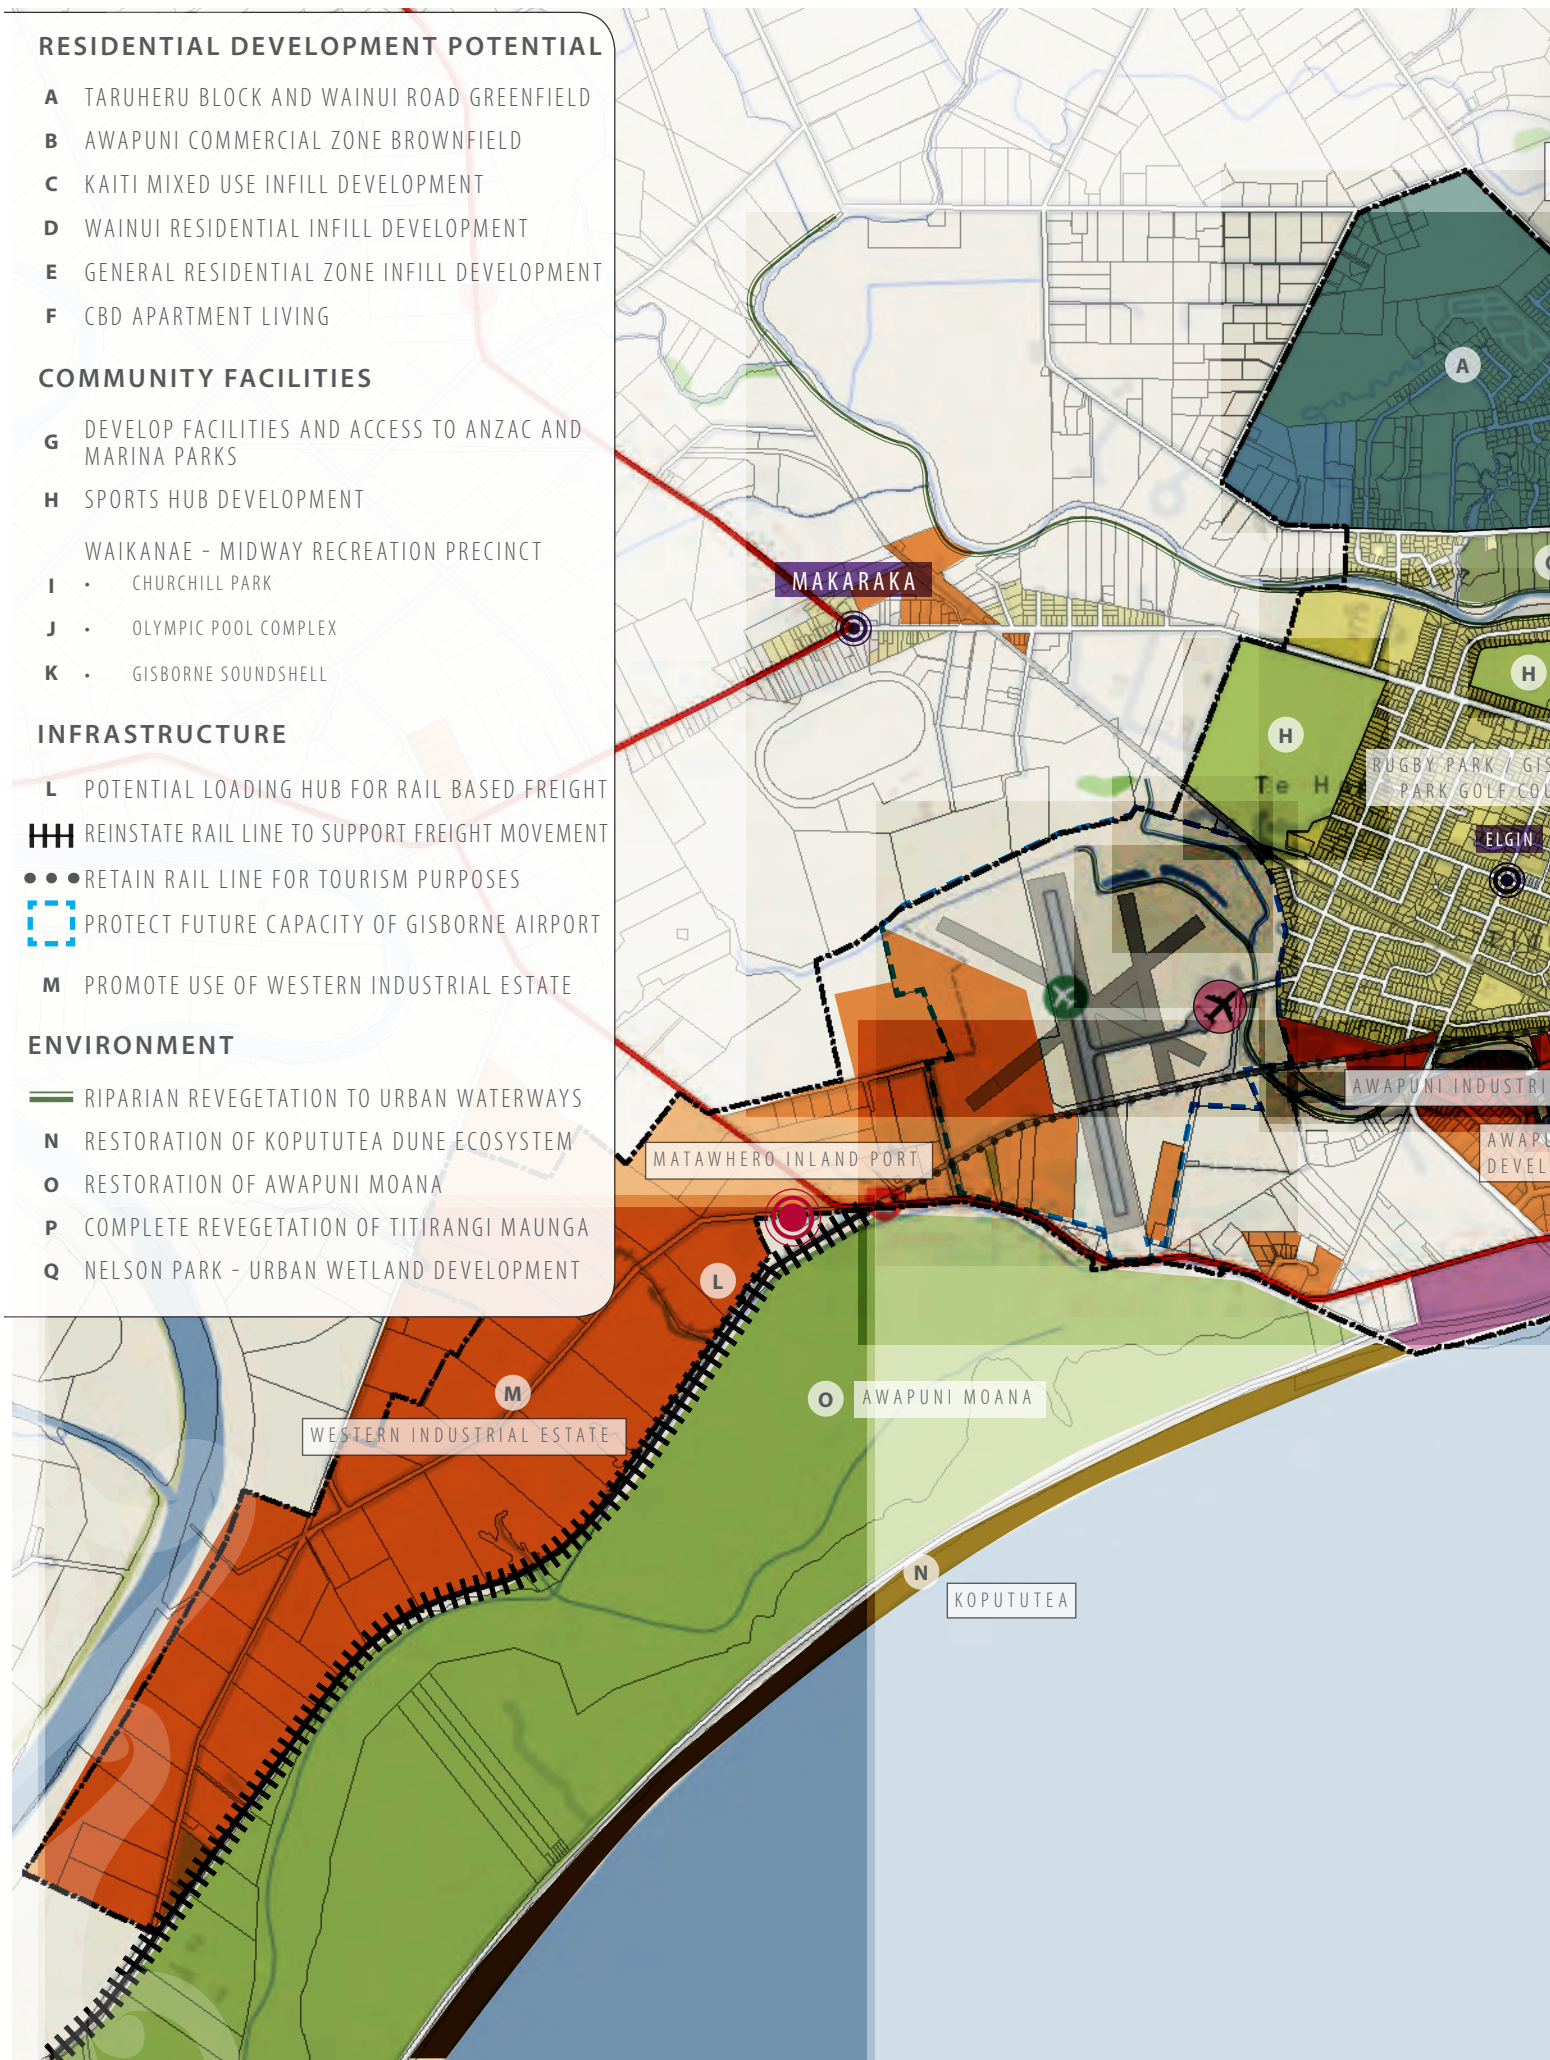 RESIDENTIAL DEVELOPMENT POTENTIAL
A TARUHERU BLOCK AND WAINUI ROAD GREENFIELD
B AWAPUNI COMMERCIAL ZONE BROWNFIELD
C KAITI MIXED USE INFILL DEVELOPMENT
D WAINUI RESIDENTIAL INFILL DEVELOPMENT
E GENERAL RESIDENTIAL ZONE INFILL DEVELOPMENT
F CBD APARTMENT LIVING
COMMUNITY FACILITIES
G DEVELOP FACILITIES AND ACCESS TO ANZAC AND
MARINA PARKS
H SPORTS HUB DEVELOPMENT
WAIKANAE - MIDWAY RECREATION PRECINCT
I • CHURCHILL PARK
J • OLYMPIC POOL COMPLEX
K • GISBORNE SOUNDSHELL
INFRASTRUCTURE
L POTENTIAL LOADING HUB FOR RAIL BASED FREIGHT
REINSTATE RAIL LINE TO SUPPORT FREIGHT MOVEMENT
RETAIN RAIL LINE FOR TOURISM PURPOSES
PROTECT FUTURE CAPACITY OF GISBORNE AIRPORT
M PROMOTE USE OF WESTERN INDUSTRIAL ESTATE
ENVIRONMENT
RIPARIAN REVEGETATION TO URBAN WATERWAYS
N RESTORATION OF KOPUTUTEA DUNE ECOSYSTEM
O RESTORATION OF AWAPUNI MOANA
P COMPLETE REVEGETATION OF TITIRANGI MAUNGA
Q NELSON PARK - URBAN WETLAND DEVELOPMENT
A
MAKARAKA
H
H
Te H
RUGBY PARK / GIS
PARK GOLF COU
ELGIN
AWAPUNI INDUSTRI
AWAPU
DEVEL
MATAWHERO INLAND PORT
L
M
WESTERN INDUSTRIAL ESTATE
O AWAPUNI MOANA
N
KOPUTUTEA